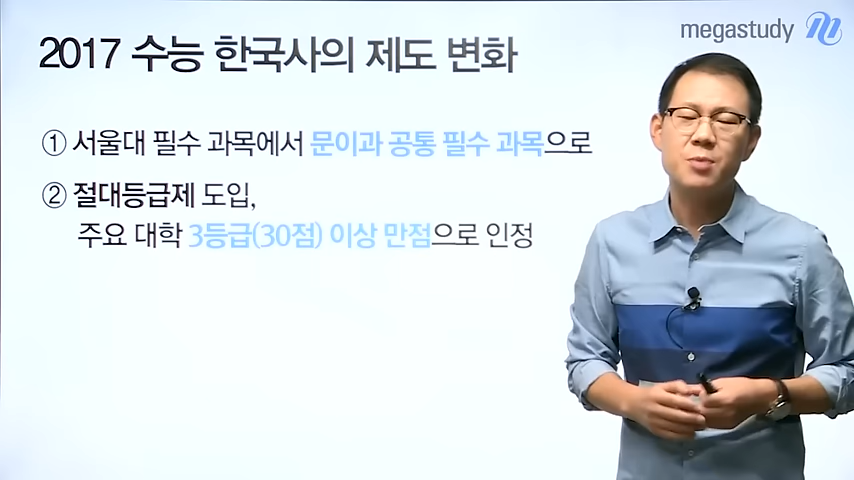 megastudy
2017 수능 한국사의 제도 변화
① 서울대 필수 과목에서 문이과 공통 필수 과목으로
② 절대등급제 도입,
주요 대학 3등급(30점) 이상 만점으로 인정